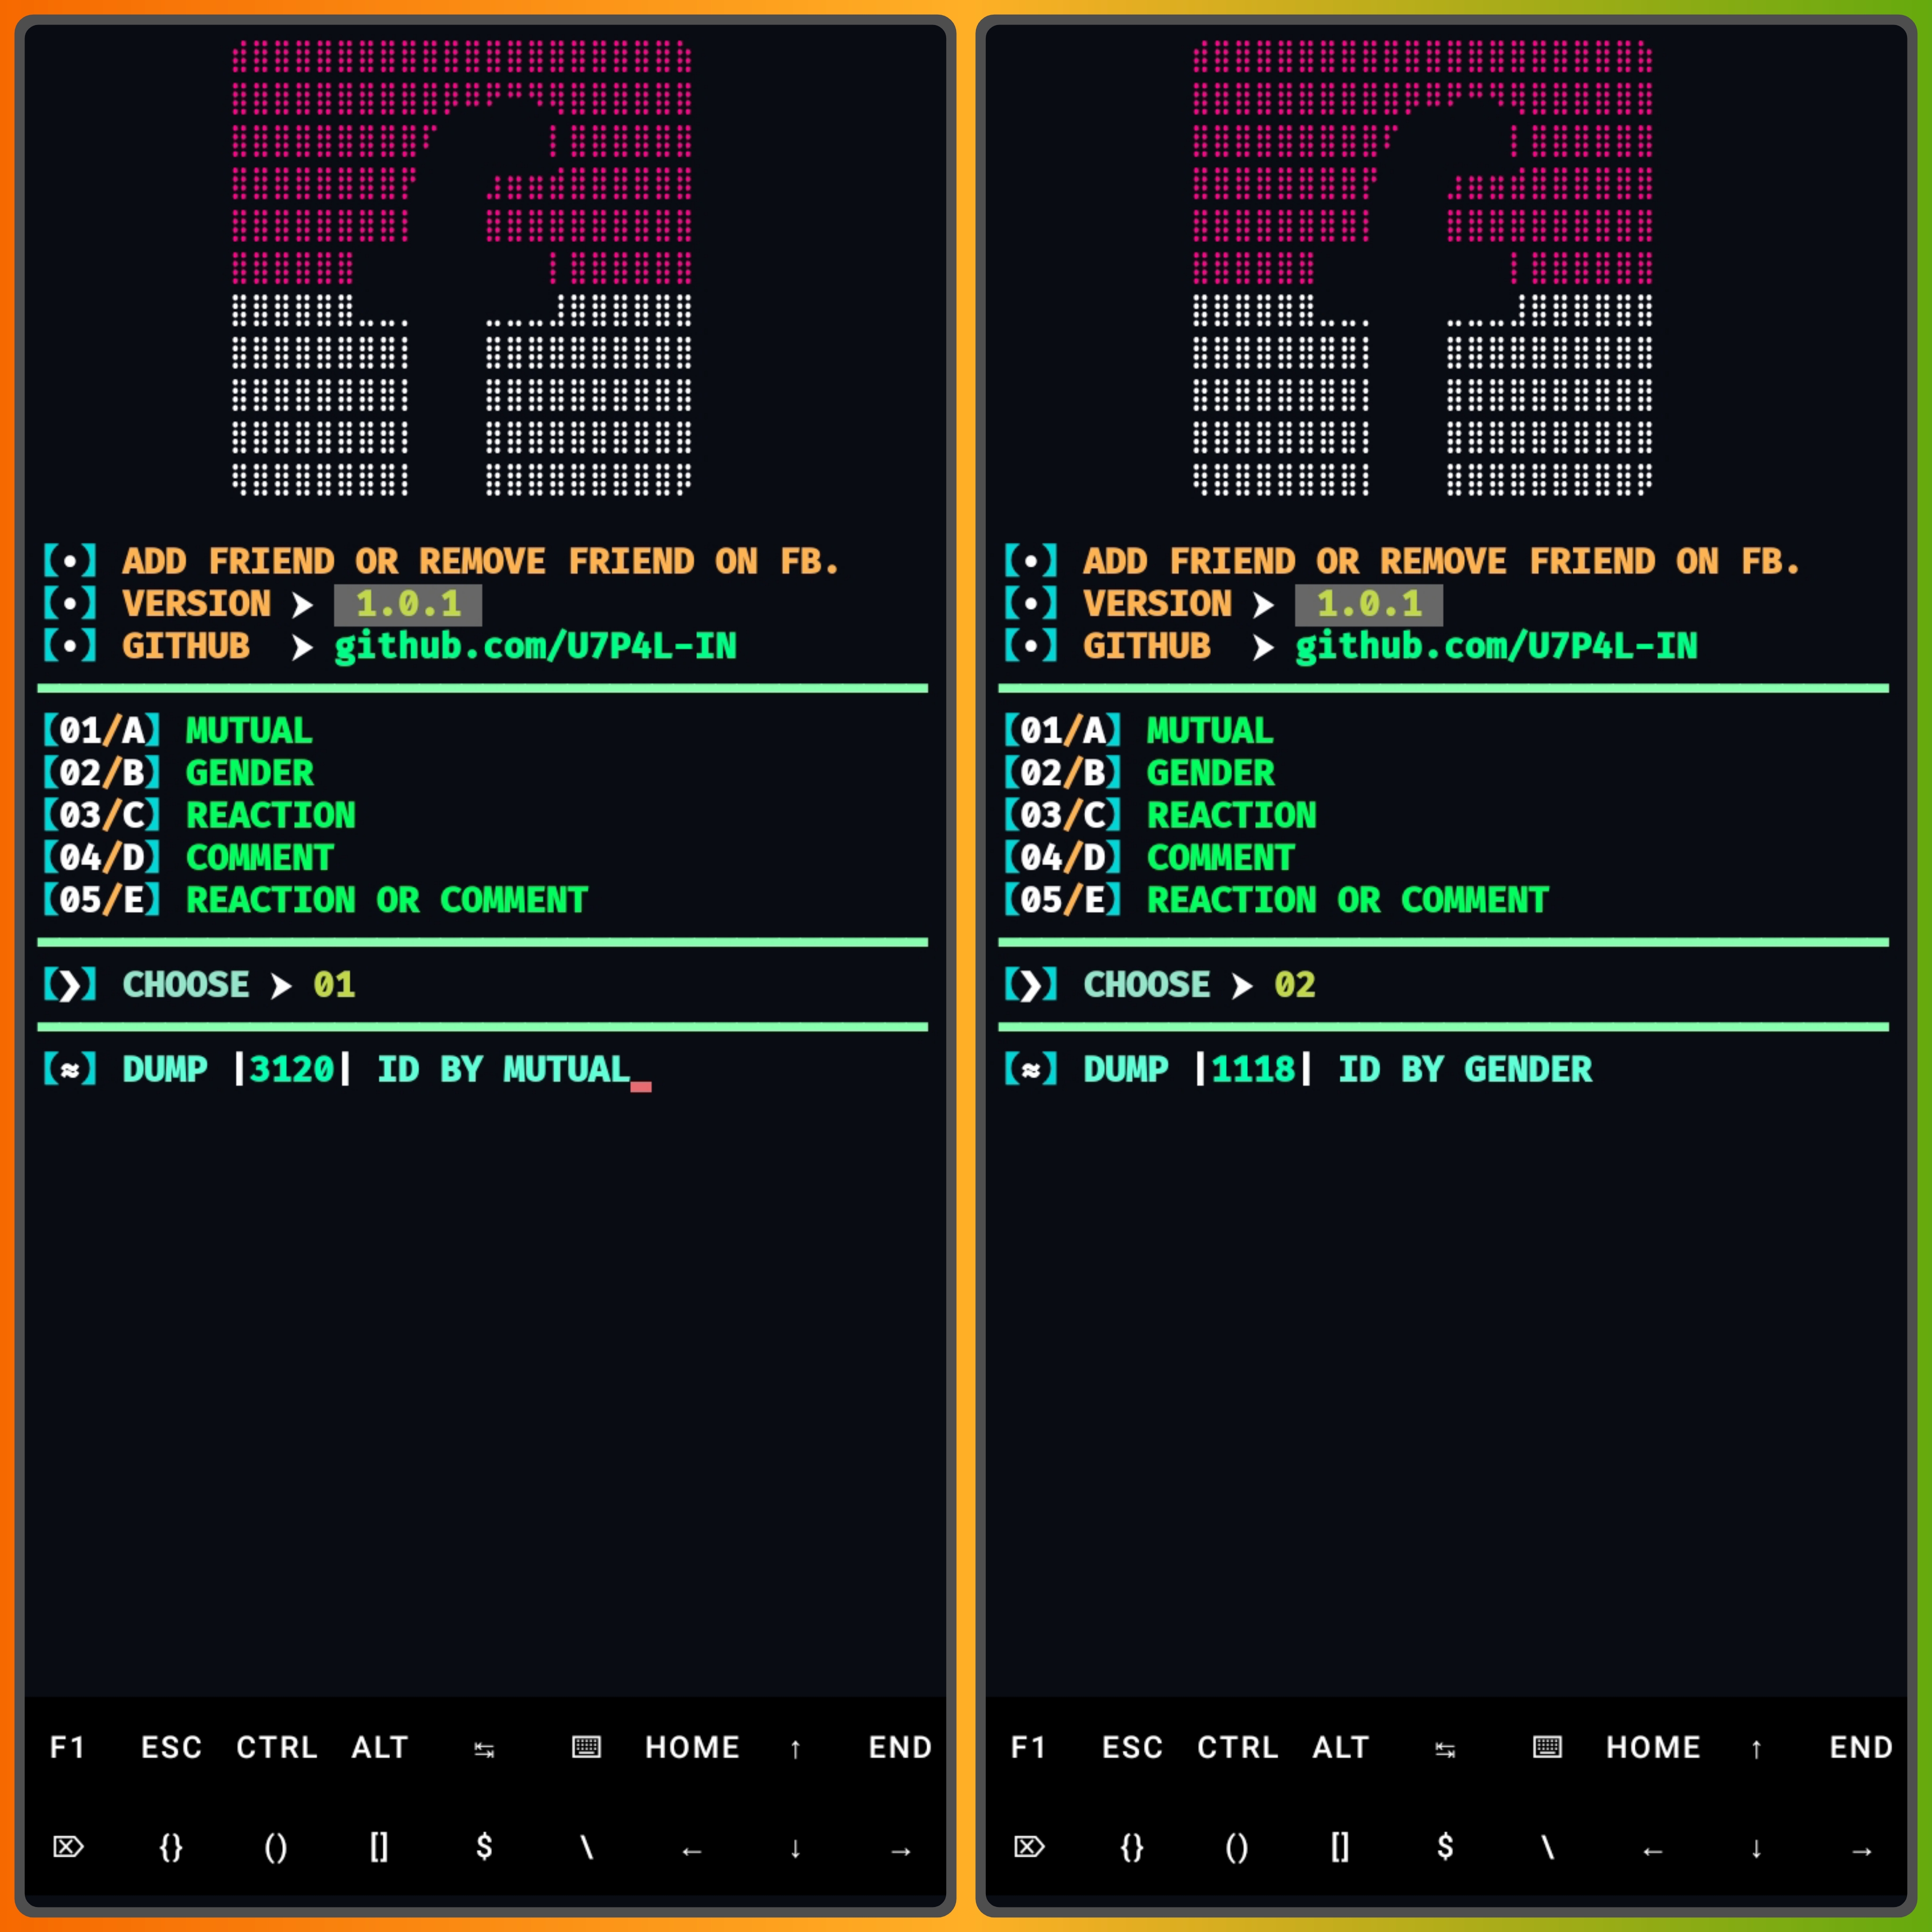 【•】 ADD FRIEND OR REMOVE FRIEND ON FB.
【•】 VERSION ➤ 1.0.1
【•】 GITHUB ➤ github.com/U7P4L-IN
【01/A】 MUTUAL
【02/B】 GENDER
【03/C】 REACTION
【04/D】 COMMENT
【05/E】 REACTION OR COMMENT
【❯】 CHOOSE ➤ 01
【≈】 DUMP |3120| ID BY MUTUAL_
F1 ESC CTRL ALT ↹ ⌨ HOME ↑ END
⌦ {} () [] $ \ ← ↓ →
【•】 ADD FRIEND OR REMOVE FRIEND ON FB.
【•】 VERSION ➤ 1.0.1
【•】 GITHUB ➤ github.com/U7P4L-IN
【01/A】 MUTUAL
【02/B】 GENDER
【03/C】 REACTION
【04/D】 COMMENT
【05/E】 REACTION OR COMMENT
【❯】 CHOOSE ➤ 02
【≈】 DUMP |1118| ID BY GENDER
F1 ESC CTRL ALT ↹ ⌨ HOME ↑ END
⌦ {} () [] $ \ ← ↓ →